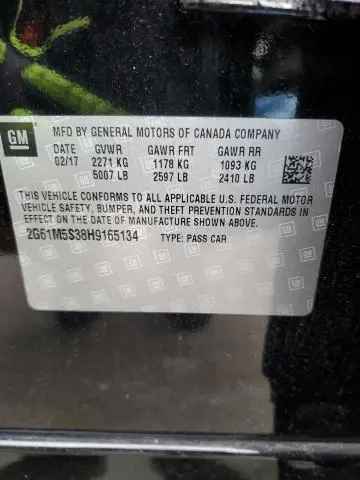 GM
MFD BY GENERAL MOTORS OF CANADA COMPANY
DATE GVWR GAWR FRT GAWR RR
02/17 2271 KG 1178 KG 1093 KG
5007 LB 2597 LB 2410 LB
THIS VEHICLE CONFORMS TO ALL APPLICABLE U.S. FEDERAL MOTOR
VEHICLE SAFETY, BUMPER, AND THEFT PREVENTION STANDARDS
IN EFFECT ON THE DATE OF MANUFACTURE SHOWN ABOVE.
2G61M5S38H9165134 TYPE: PASS CAR